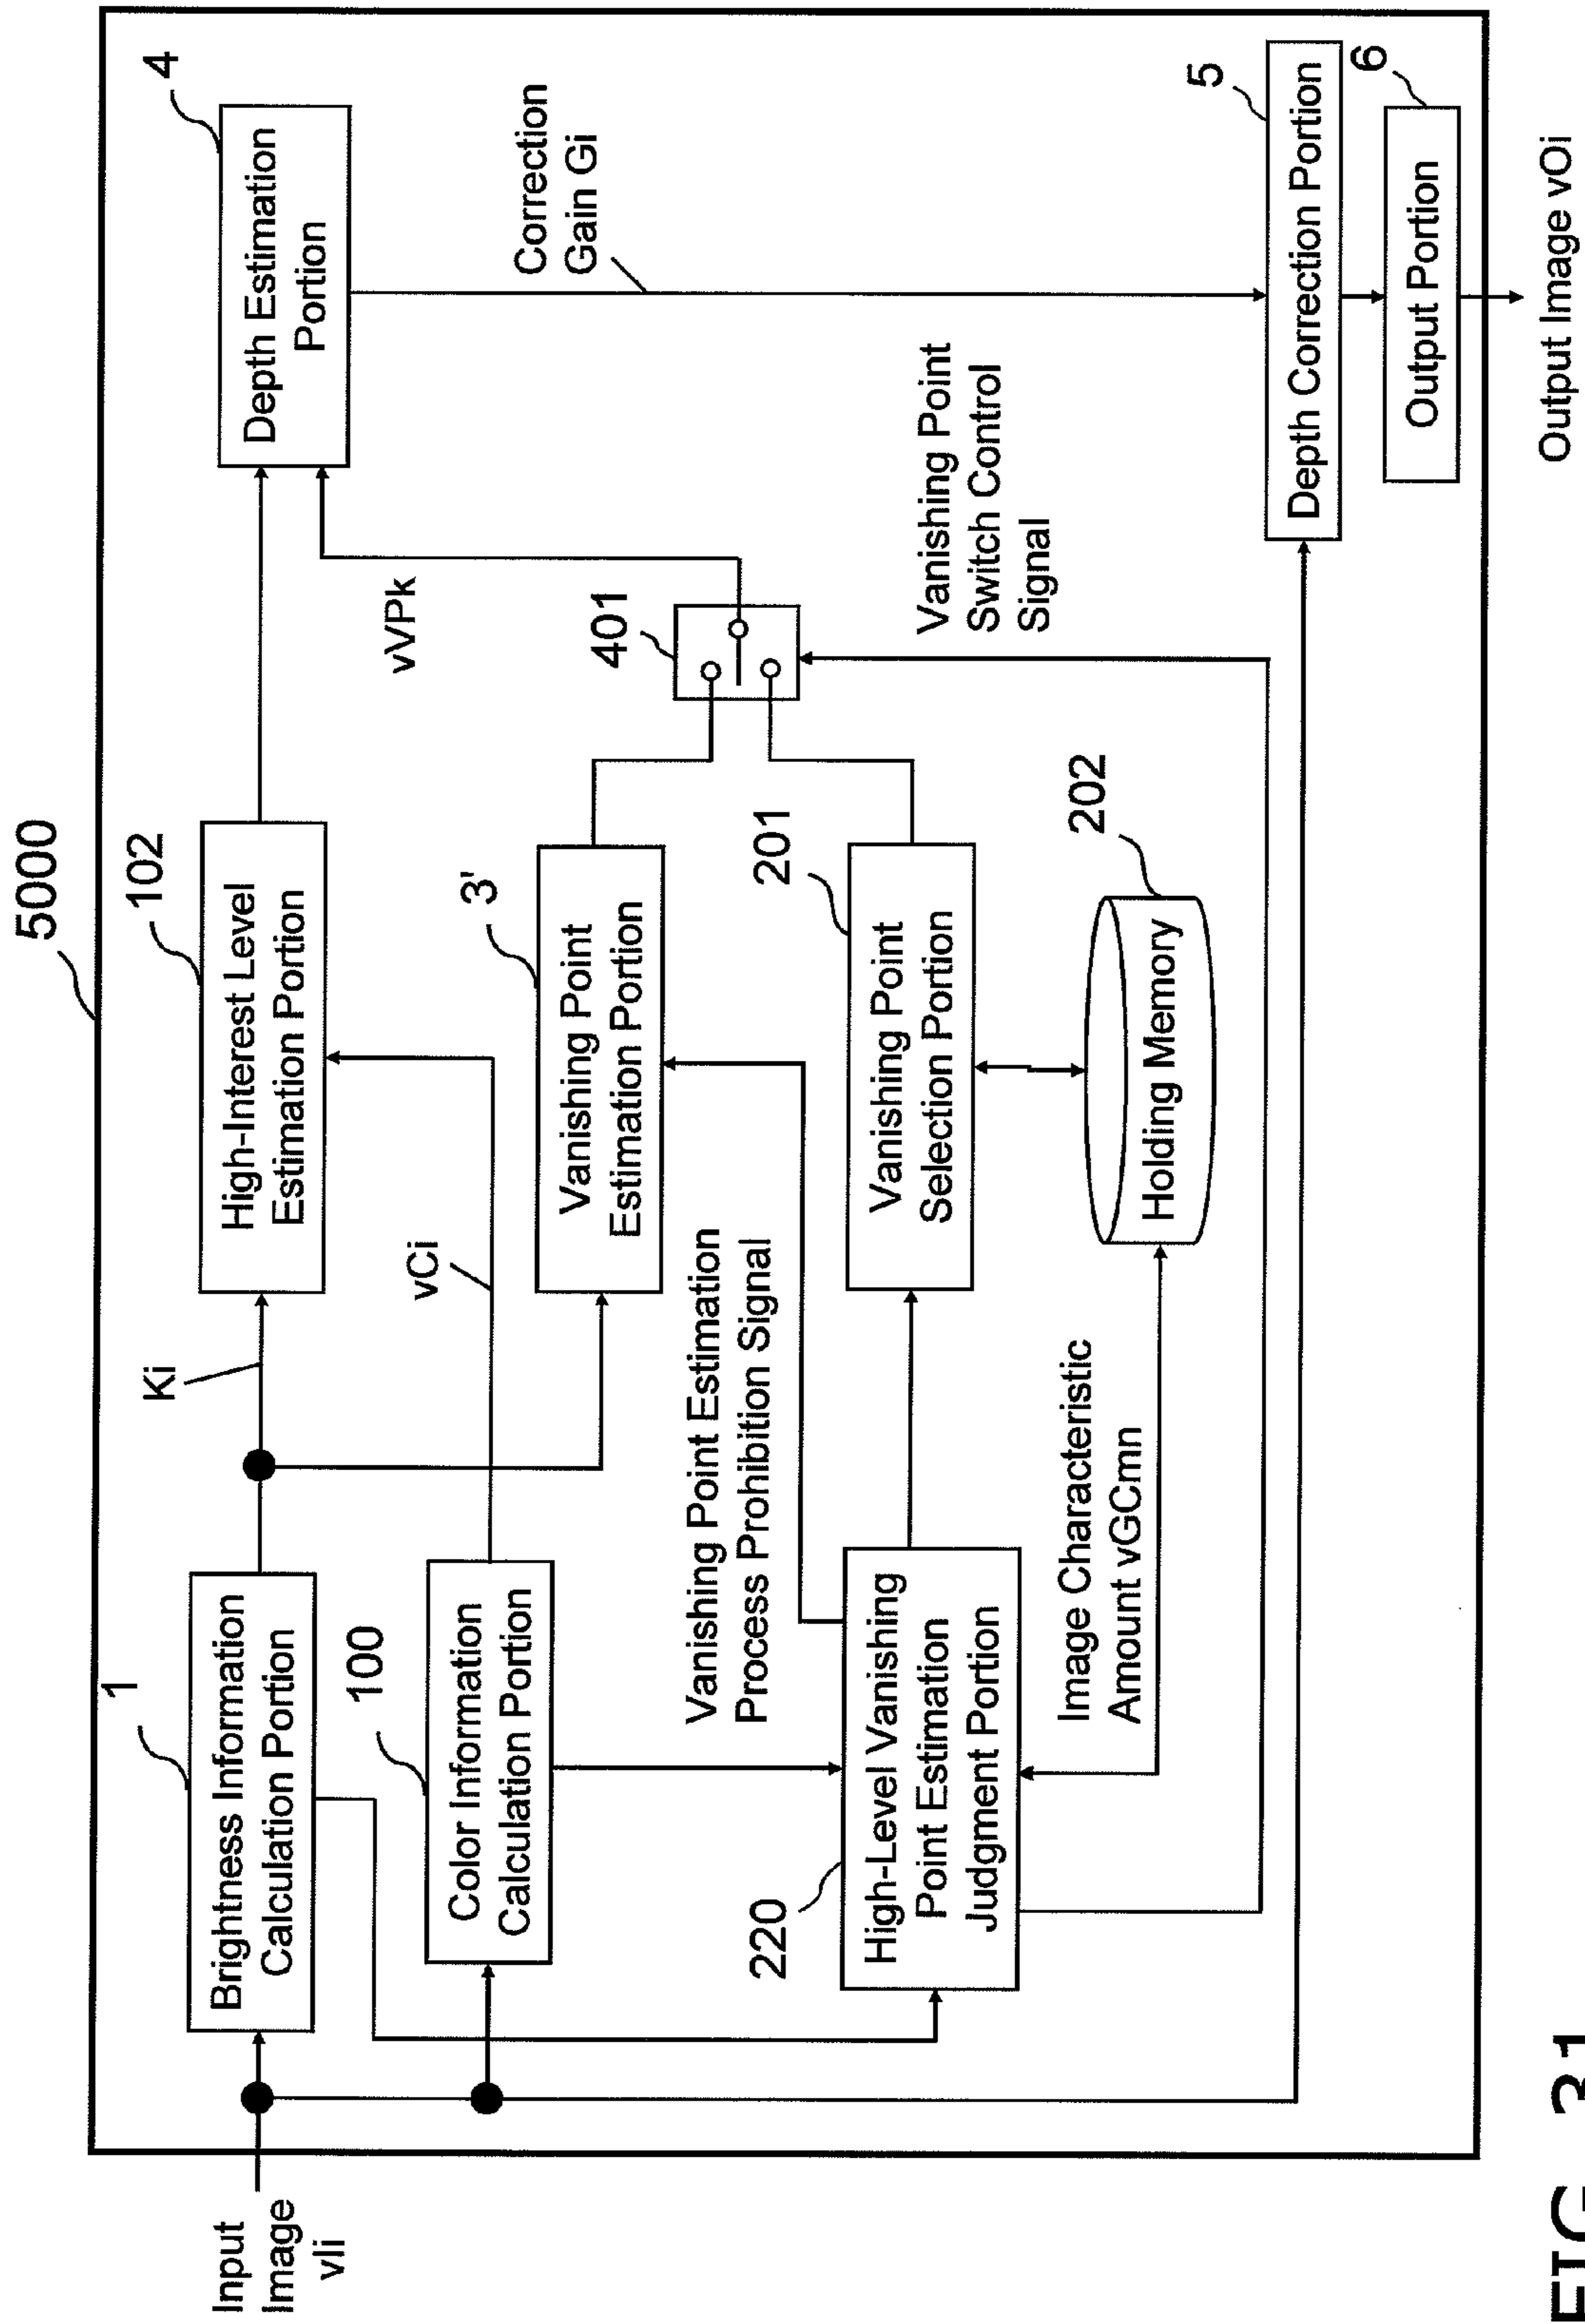 5000
Input
Image
vIi
1
Brightness Information
Calculation Portion
Ki
102
High-Interest Level
Estimation Portion
4
Depth Estimation
Portion
100
Color Information
Calculation Portion
vCi
3'
Vanishing Point
Estimation Portion
vVPk
401
Correction
Gain Gi
Vanishing Point Estimation
Process Prohibition Signal
220
High-Level Vanishing
Point Estimation
Judgment Portion
201
Vanishing Point
Selection Portion
Vanishing Point
Switch Control
Signal
Image Characteristic
Amount vGCmn
202
Holding Memory
5
Depth Correction Portion
6
Output Portion
Output Image vOi
FIG. 31